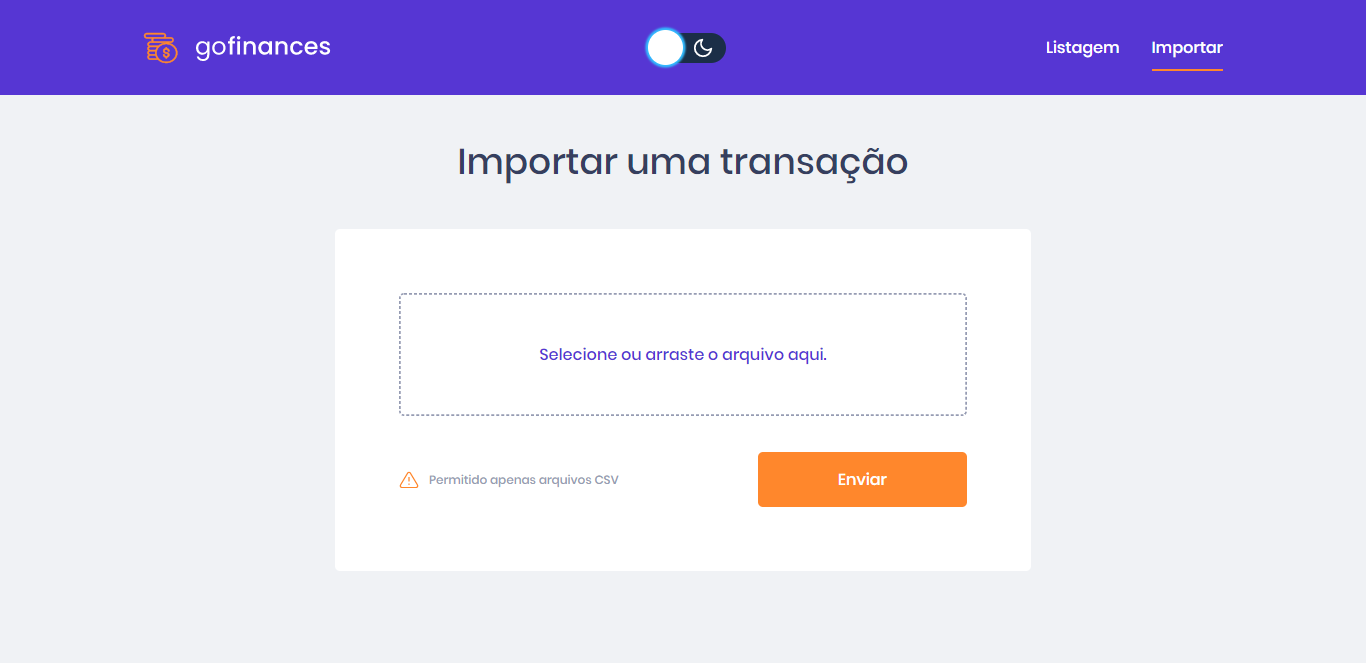 gofinances
Listagem
Importar
Importar uma transação
Selecione ou arraste o arquivo aqui.
Permitido apenas arquivos CSV
Enviar